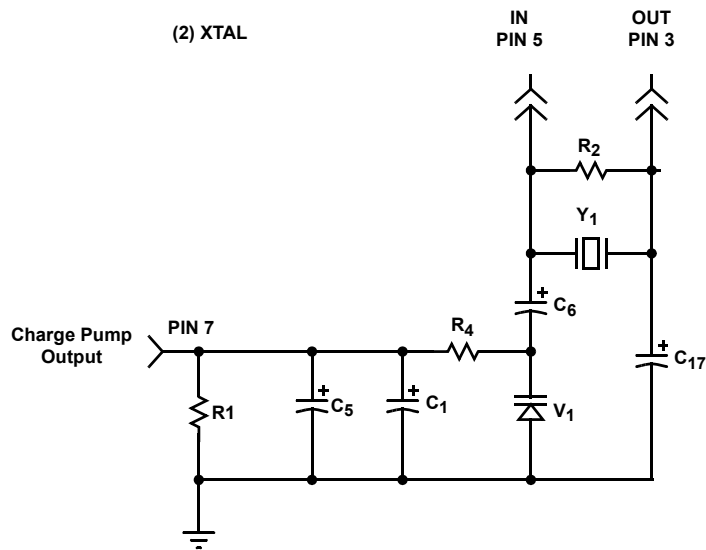 (2) XTAL
IN
PIN 5
OUT
PIN 3
R2
Y1
+
C6
Charge Pump
Output
PIN 7
R4
+
C17
R1
+
C5
+
C1
V1